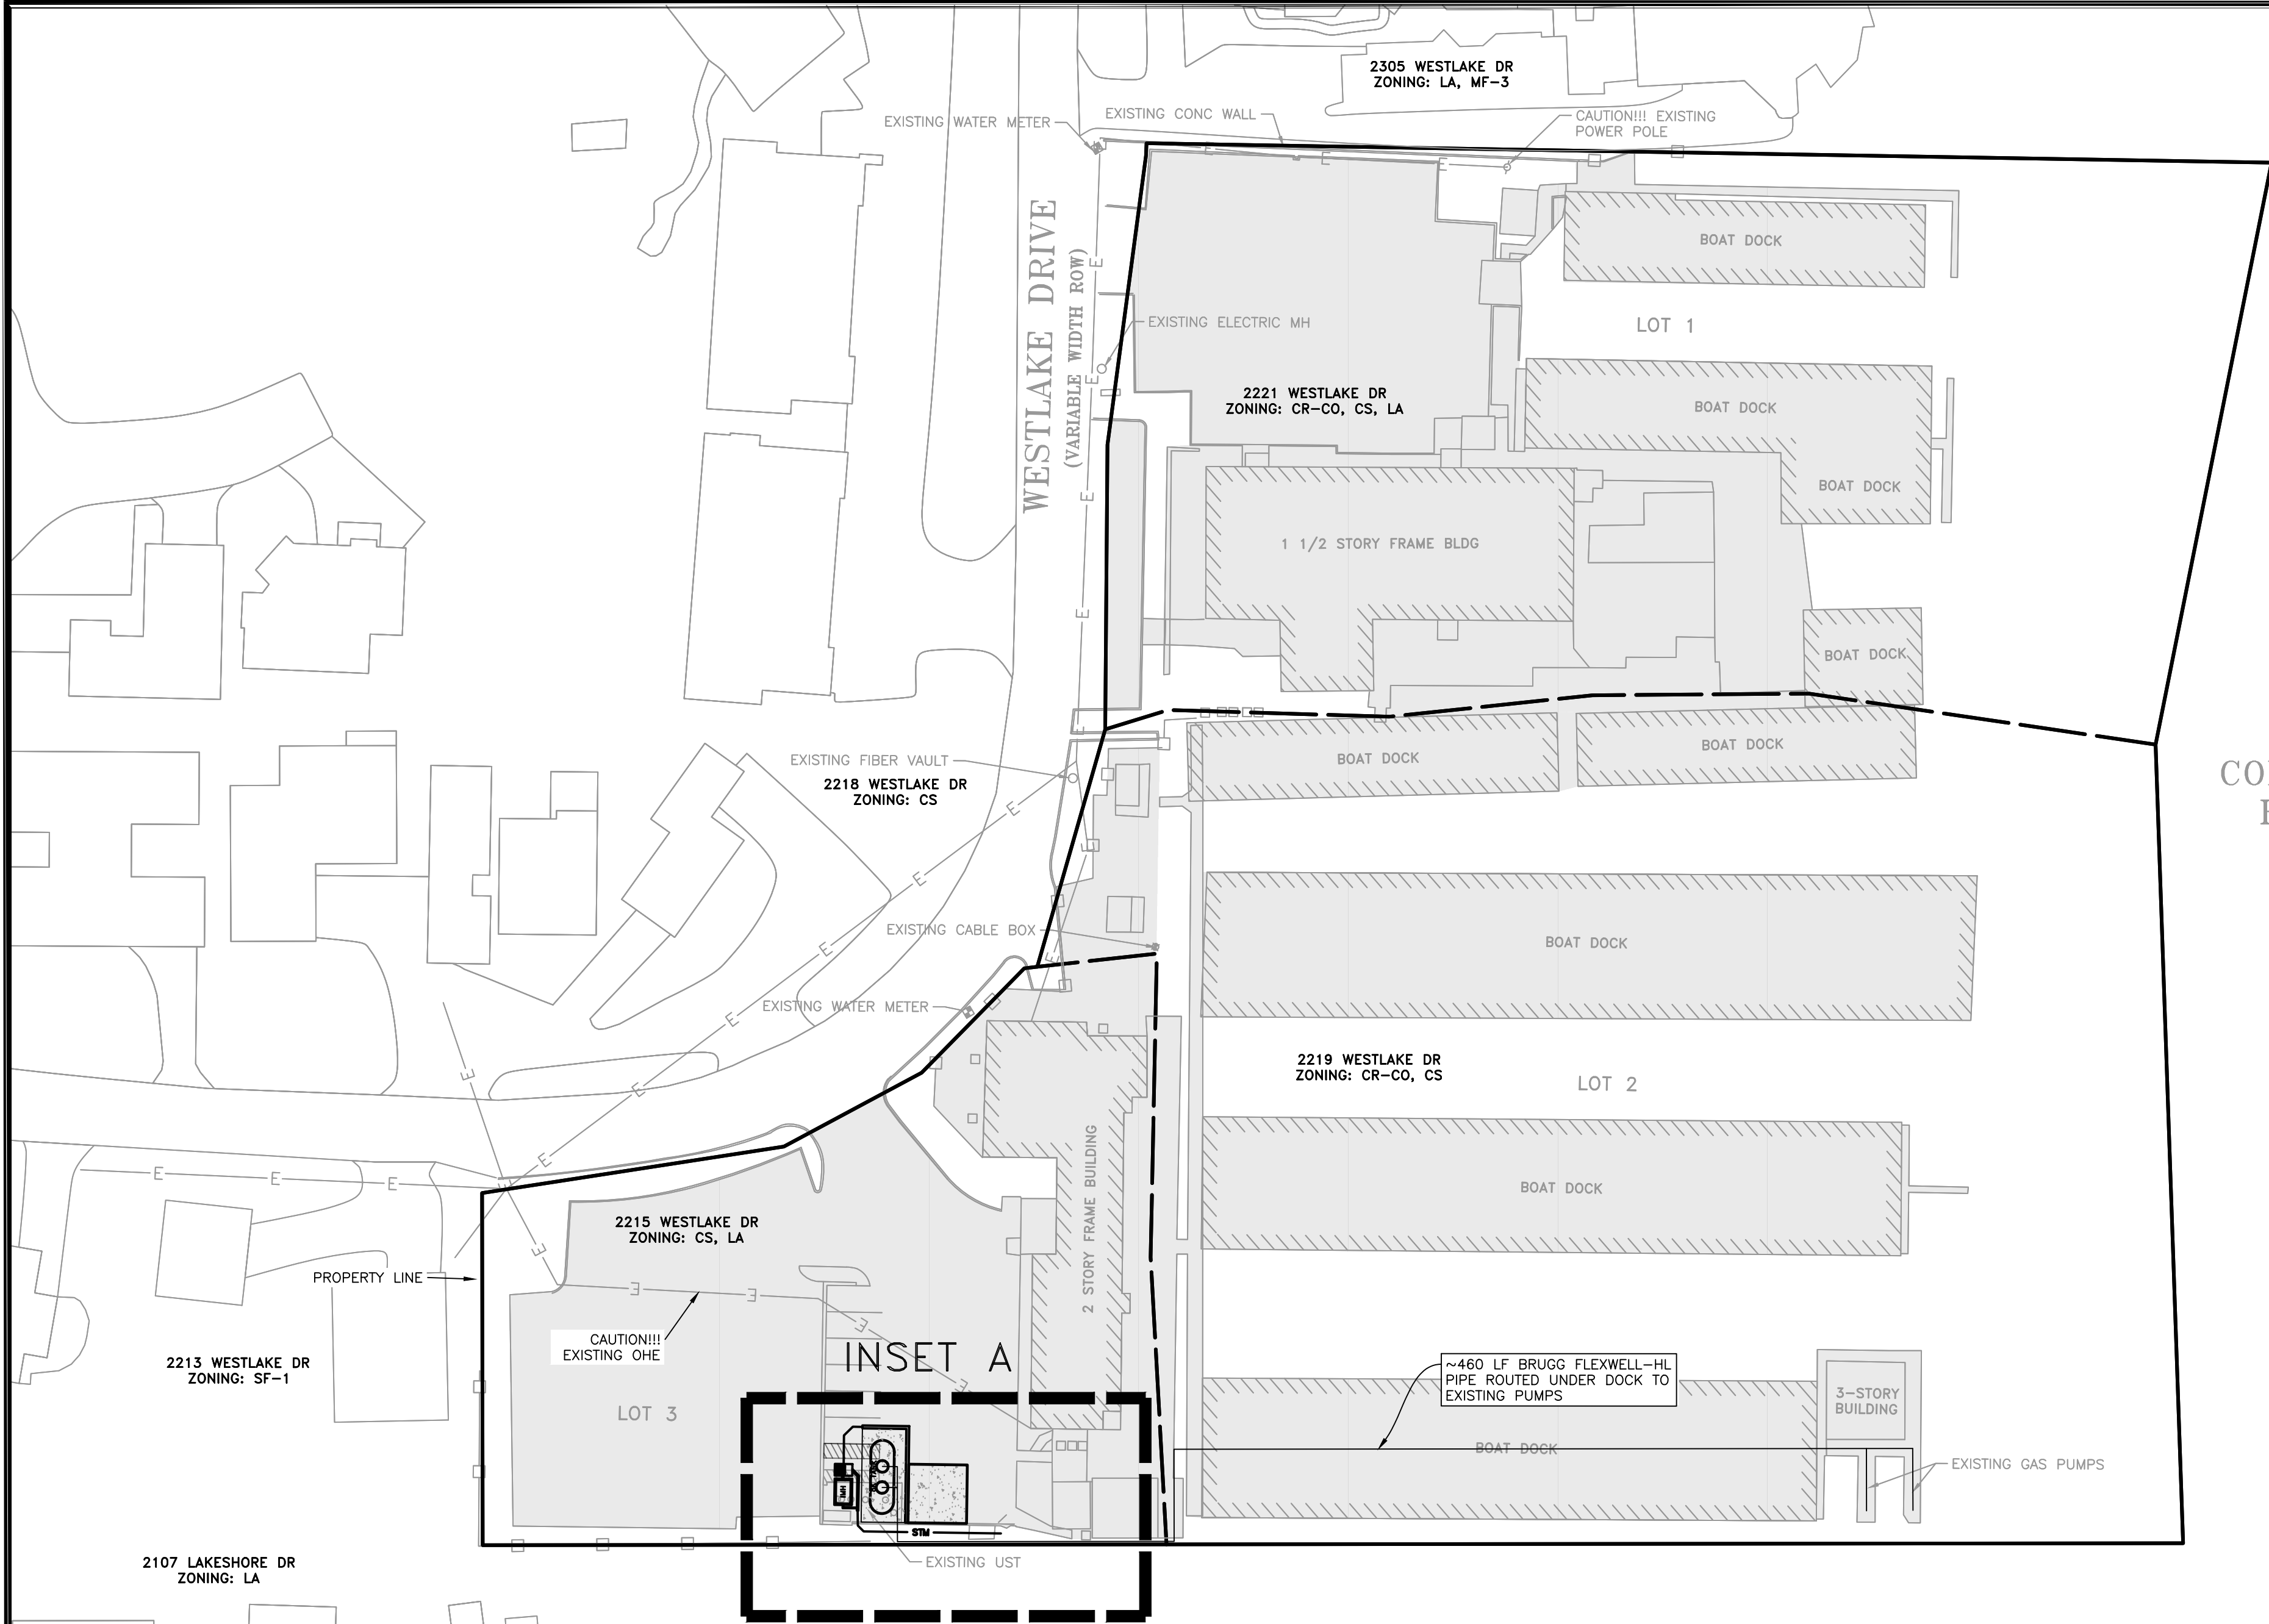 2305 WESTLAKE DR
ZONING: LA, MF-3
EXISTING WATER METER
EXISTING CONC WALL
CAUTION!!! EXISTING
POWER POLE
E
E
E
WESTLAKE DRIVE
(VARIABLE WIDTH ROW)
E
BOAT DOCK
EXISTING ELECTRIC MH
LOT 1
E
2221 WESTLAKE DR
ZONING: CR-CO, CS, LA
BOAT DOCK
BOAT DOCK
E
1 1/2 STORY FRAME BLDG
E
BOAT DOCK
E
BOAT DOCK
BOAT DOCK
EXISTING FIBER VAULT
2218 WESTLAKE DR
ZONING: CS
E
E
E
EXISTING CABLE BOX
E
BOAT DOCK
E
EXISTING WATER METER
E
2219 WESTLAKE DR
ZONING: CR-CO, CS
LOT 2
E
E
E
2 STORY FRAME BUILDING
E
E
E
E
BOAT DOCK
2215 WESTLAKE DR
ZONING: CS, LA
E
PROPERTY LINE
E
E
E
CAUTION!!!
EXISTING OHE
INSET A
2213 WESTLAKE DR
ZONING: SF-1
~460 LF BRUGG FLEXWELL-HL
PIPE ROUTED UNDER DOCK TO
EXISTING PUMPS
E
3-STORY
BUILDING
LOT 3
BOAT DOCK
EXISTING GAS PUMPS
MH
STM
EXISTING UST
2107 LAKESHORE DR
ZONING: LA